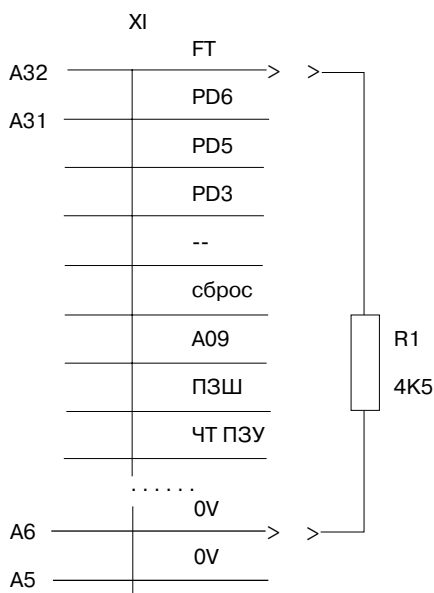 XI
FT
A32
PD6
A31
PD5
PD3
--
сброс
A09
R1
ПЗШ
4K5
ЧТ ПЗУ
. . . . . .
0V
A6
0V
A5